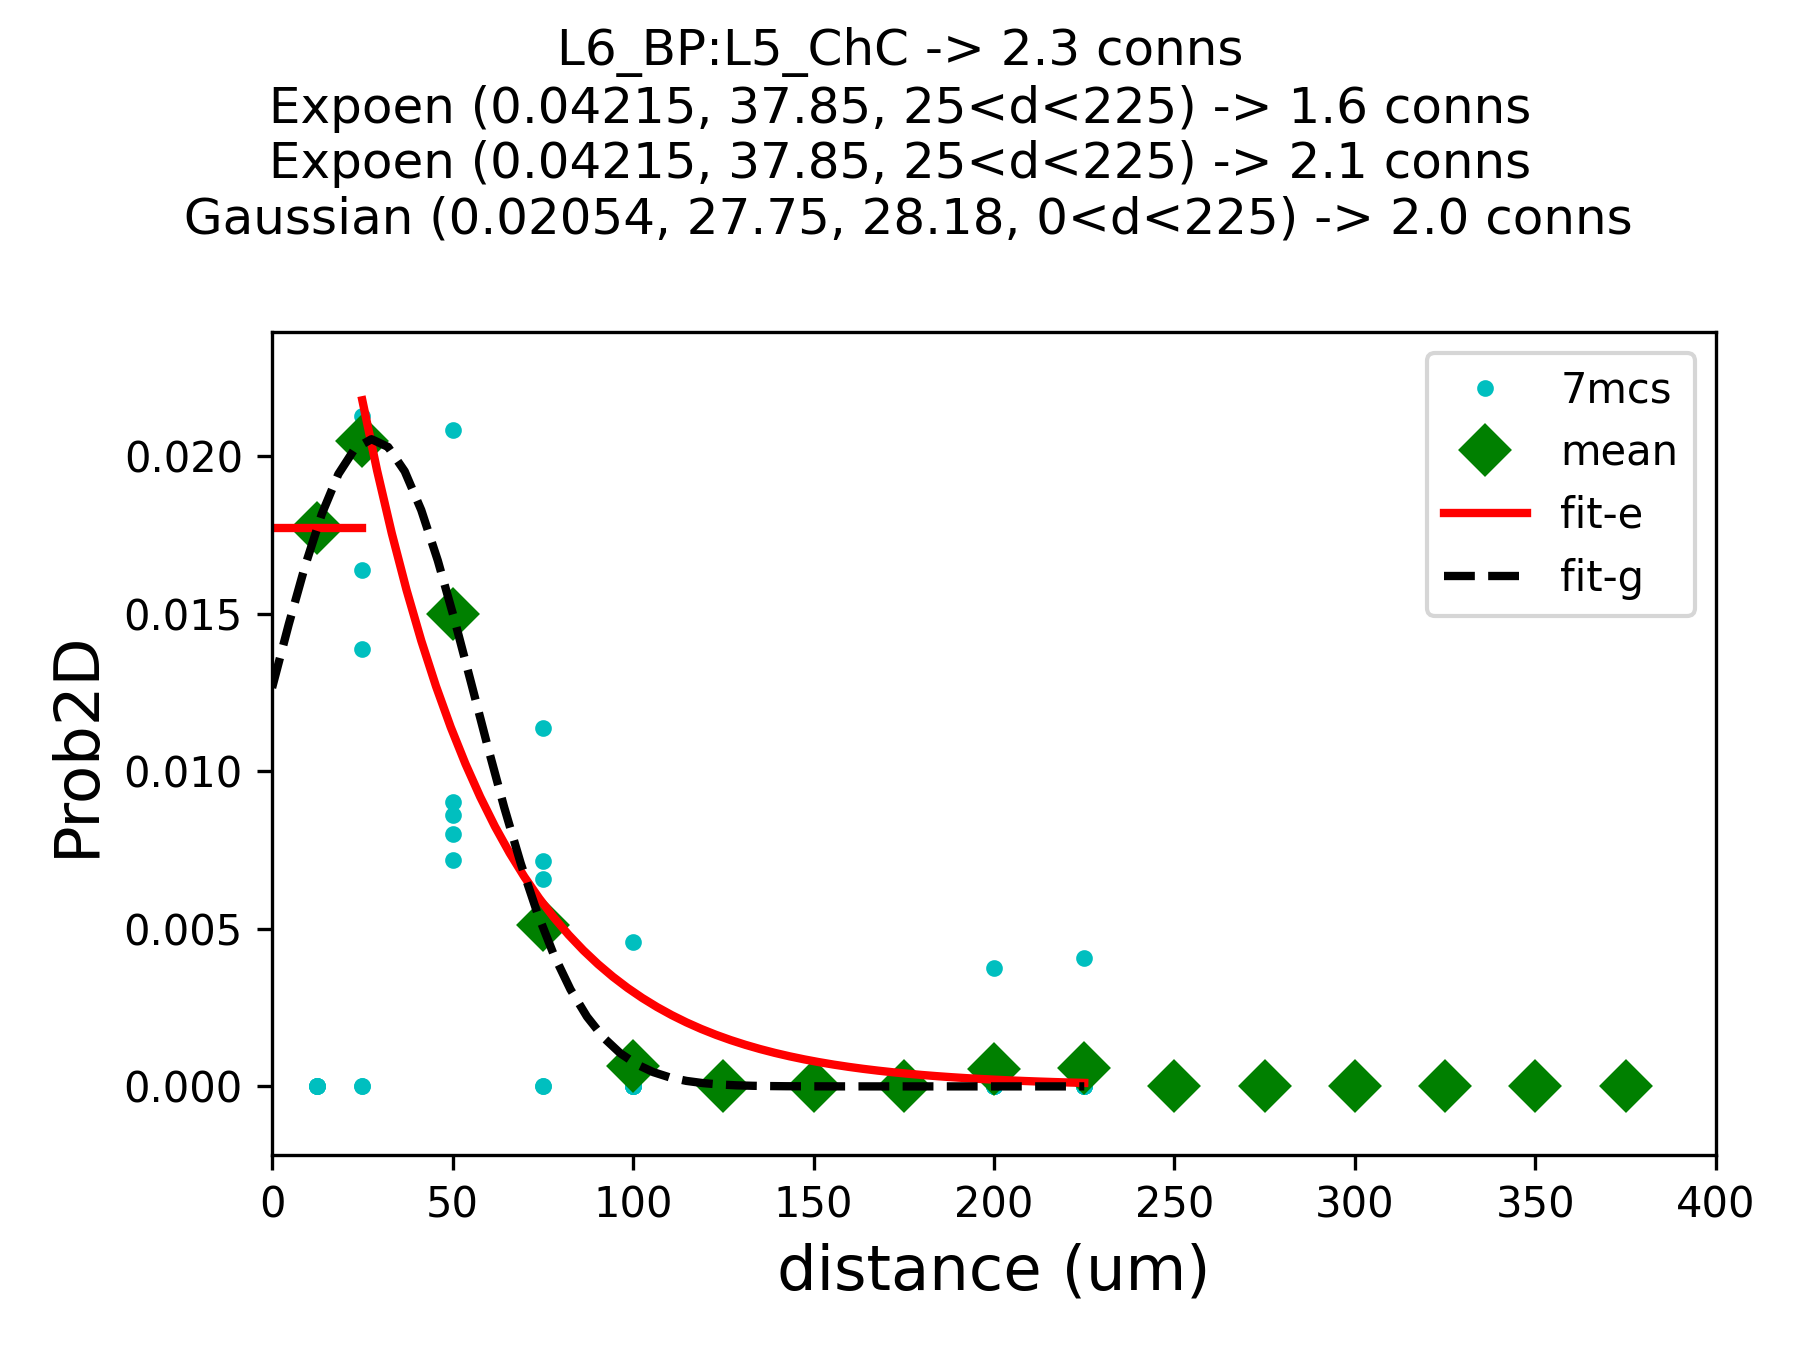 L6_BP:L5_ChC -> 2.3 conns
Expoen (0.04215, 37.85, 25<d<225) -> 1.6 conns
Expoen (0.04215, 37.85, 25<d<225) -> 2.1 conns
Gaussian (0.02054, 27.75, 28.18, 0<d<225) -> 2.0 conns
7mcs
mean
fit-e
fit-g
Prob2D
0.020
0.015
0.010
0.005
0.000
0 50 100 150 200 250 300 350 400
distance (um)